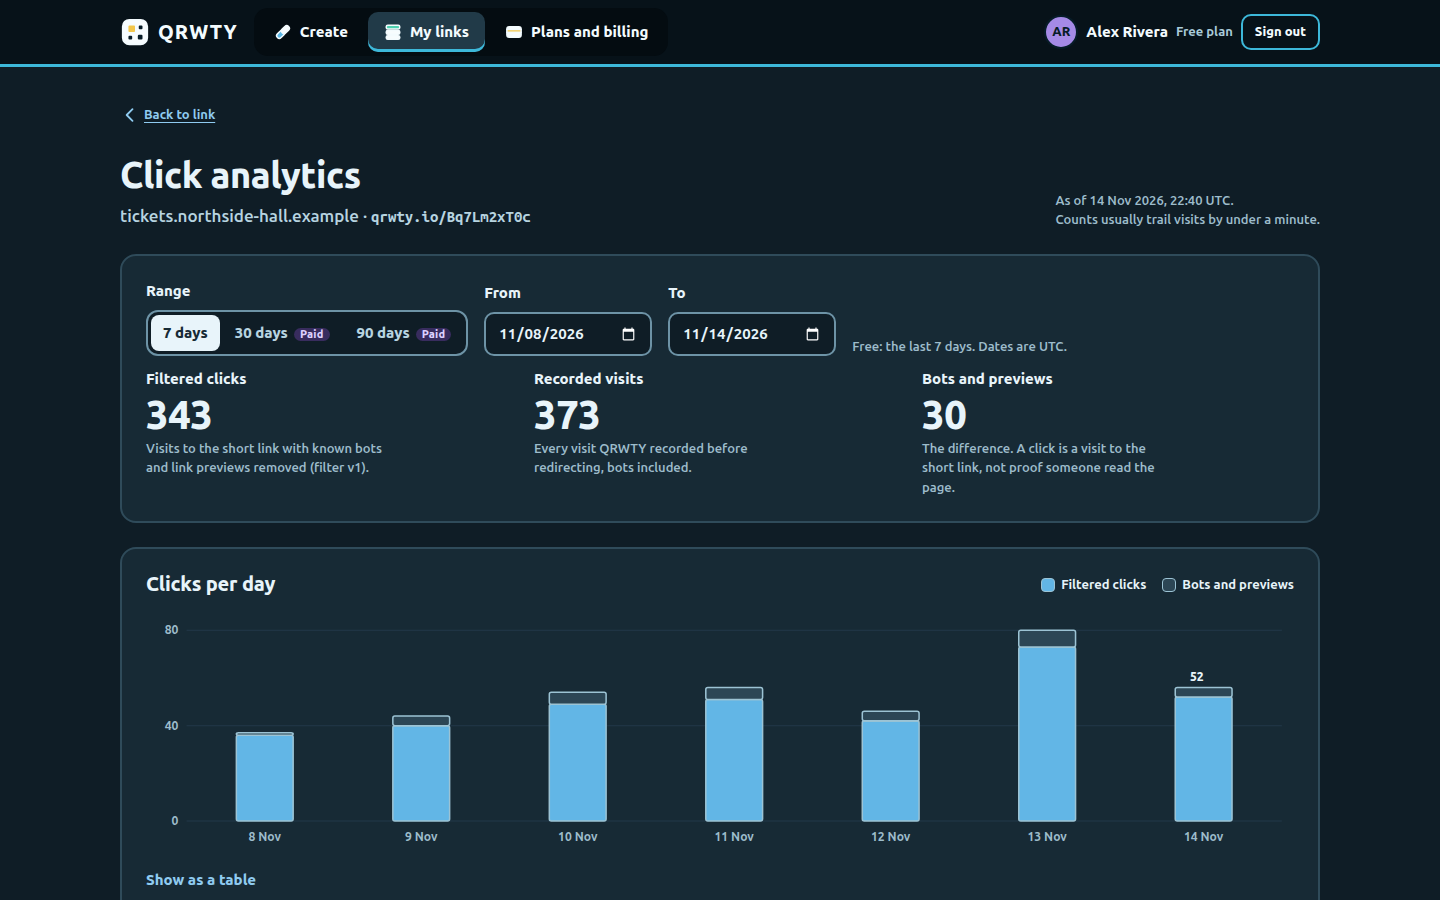 QRWTY
Create
My links
Plans and billing
AR
Alex Rivera
Free plan
Sign out
Back to link
Click analytics
tickets.northside-hall.example · qrwty.io/Bq7Lm2xT0c
As of 14 Nov 2026, 22:40 UTC.
Counts usually trail visits by under a minute.
Range
From
To
7 days
30 days Paid
90 days Paid
11/08/2026
11/14/2026
Free: the last 7 days. Dates are UTC.
Filtered clicks
343
Visits to the short link with known bots
and link previews removed (filter v1).
Recorded visits
373
Every visit QRWTY recorded before
redirecting, bots included.
Bots and previews
30
The difference. A click is a visit to the
short link, not proof someone read the
page.
Clicks per day
Filtered clicks
Bots and previews
80
40
0
52
8 Nov
9 Nov
10 Nov
11 Nov
12 Nov
13 Nov
14 Nov
Show as a table